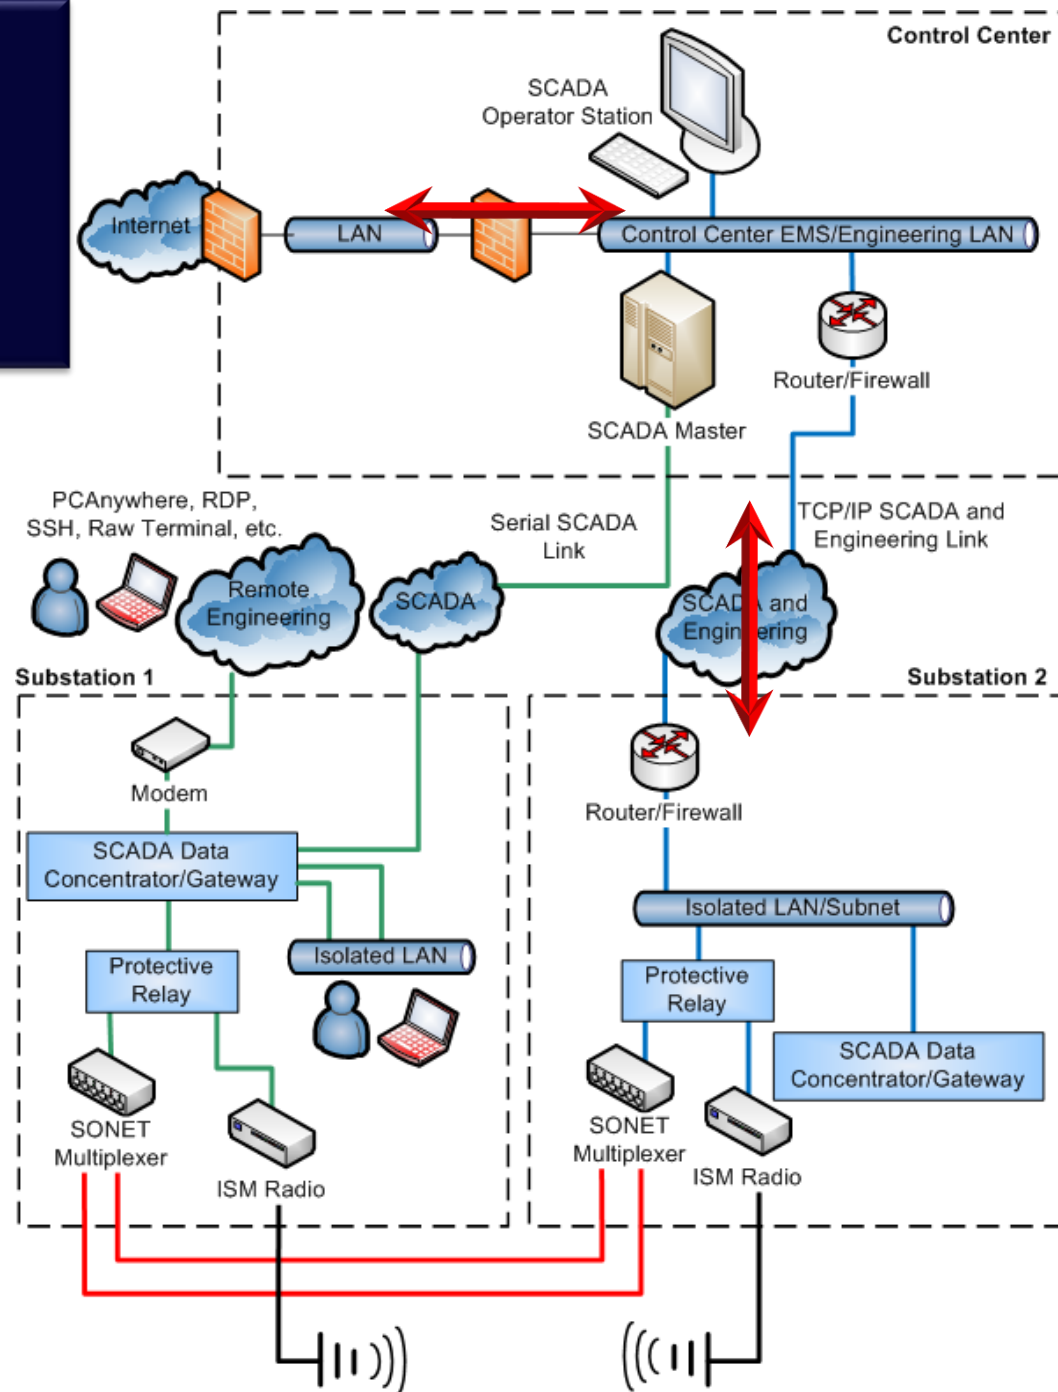 Control Center
SCADA
Operator Station
Internet
LAN
Control Center EMS/Engineering LAN
Router/Firewall
SCADA Master
PCAnywhere, RDP,
SSH, Raw Terminal, etc.
Serial SCADA
Link
TCP/IP SCADA and
Engineering Link
Remote
Engineering
SCADA
SCADA and
Engineering
Substation 1
Substation 2
Modem
Router/Firewall
SCADA Data
Concentrator/Gateway
Isolated LAN/Subnet
Isolated LAN
Protective
Relay
Protective
Relay
SCADA Data
Concentrator/Gateway
SONET
Multiplexer
ISM Radio
SONET
Multiplexer
ISM Radio